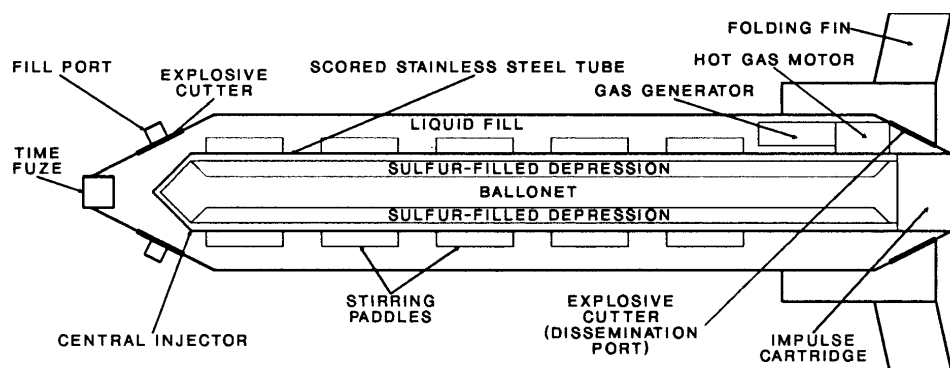 FOLDING FIN
HOT GAS MOTOR
FILL PORT
EXPLOSIVE
CUTTER
SCORED STAINLESS STEEL TUBE
GAS GENERATOR
LIQUID FILL
TIME
FUZE
SULFUR-FILLED DEPRESSION
BALLONET
SULFUR-FILLED DEPRESSION
STIRRING
PADDLES
EXPLOSIVE
CUTTER
(DISSEMINATION
PORT)
CENTRAL INJECTOR
IMPULSE
CARTRIDGE